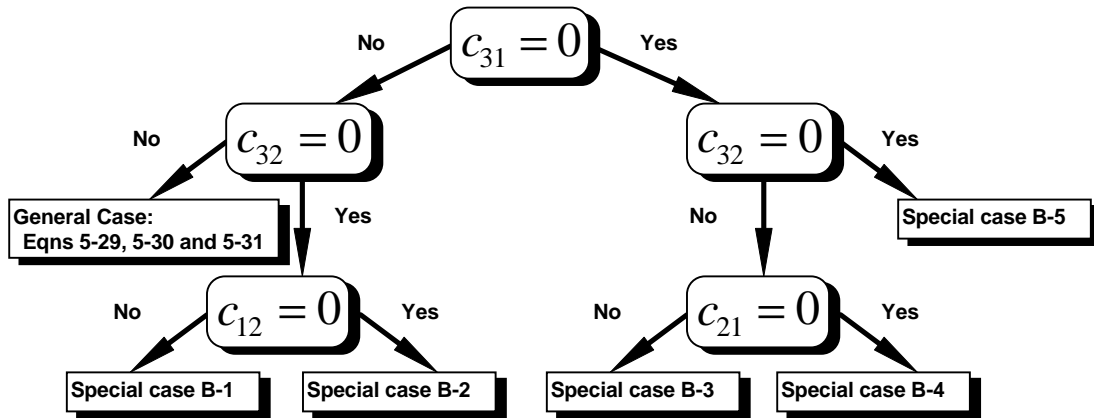 c31 = 0
No
Yes
c32 = 0
c32 = 0
No
Yes
General Case:
Eqns 5-29, 5-30 and 5-31
Yes
No
Special case B-5
c12 = 0
c21 = 0
No
Yes
No
Yes
Special case B-1
Special case B-2
Special case B-3
Special case B-4